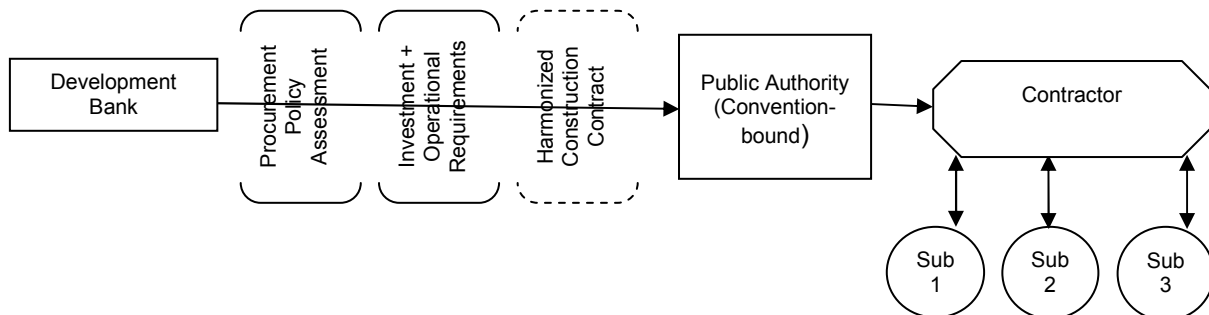 Development
Bank
Procurement
Policy
Assessment
Investment +
Operational
Requirements
Harmonized
Construction
Contract
Public Authority
(Convention-
bound)
Contractor
Sub
1
Sub
2
Sub
3